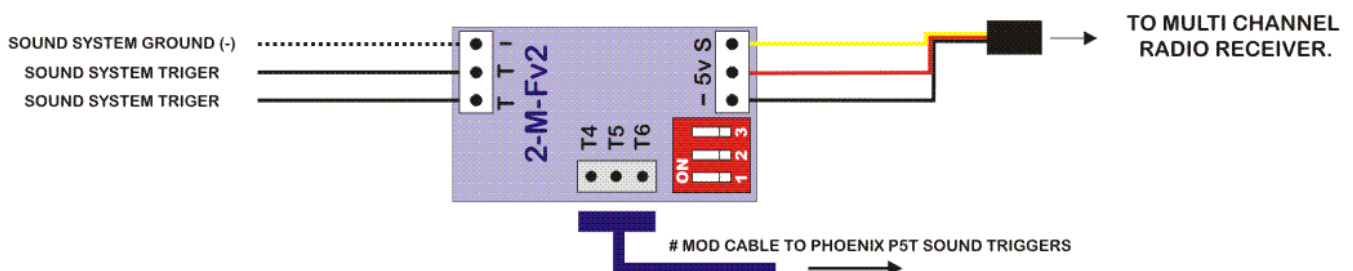 SOUND SYSTEM GROUND (-)
SOUND SYSTEM TRIGER
SOUND SYSTEM TRIGER
T T -
2-M-Fv2
- 5v S
T4
T5
T6
ON
1 2 3
TO MULTI CHANNEL
RADIO RECEIVER.
# MOD CABLE TO PHOENIX P5T SOUND TRIGGERS